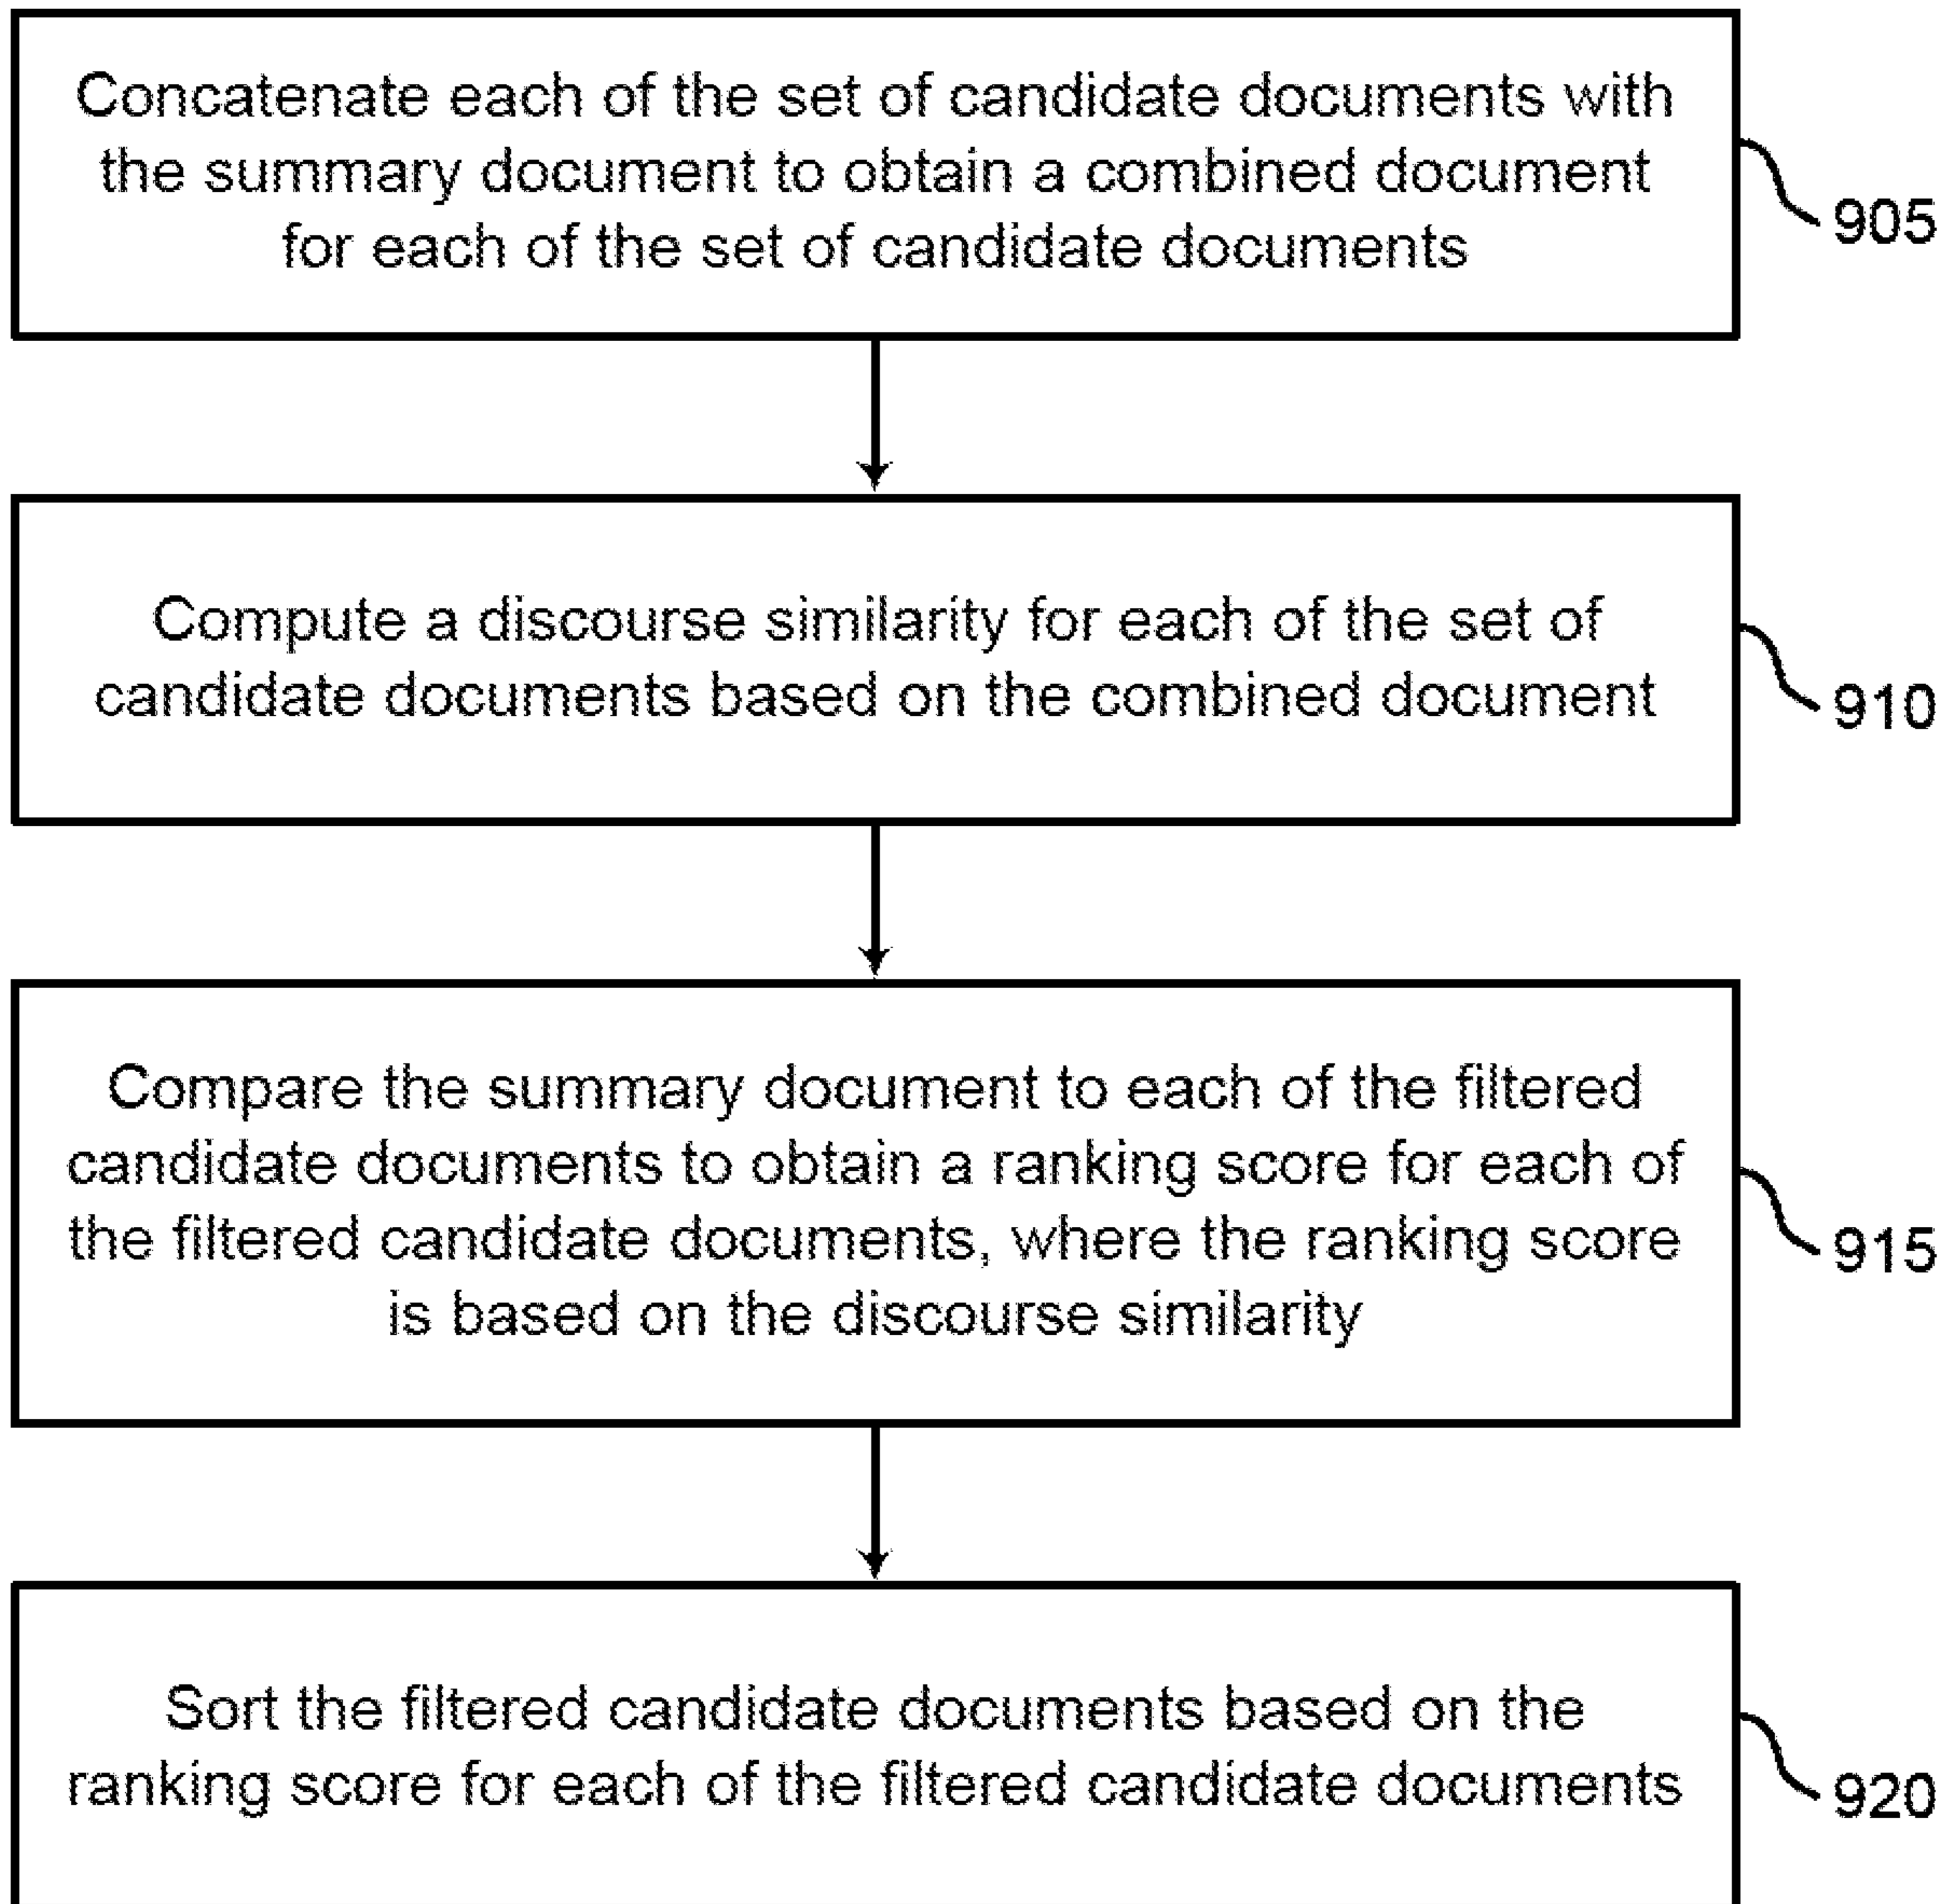 Concatenate each of the set of candidate documents with
the summary document to obtain a combined document
for each of the set of candidate documents
905
Compute a discourse similarity for each of the set of
candidate documents based on the combined document
910
Compare the summary document to each of the filtered
candidate documents to obtain a ranking score for each of
the filtered candidate documents, where the ranking score
is based on the discourse similarity
915
Sort the filtered candidate documents based on the
ranking score for each of the filtered candidate documents
920